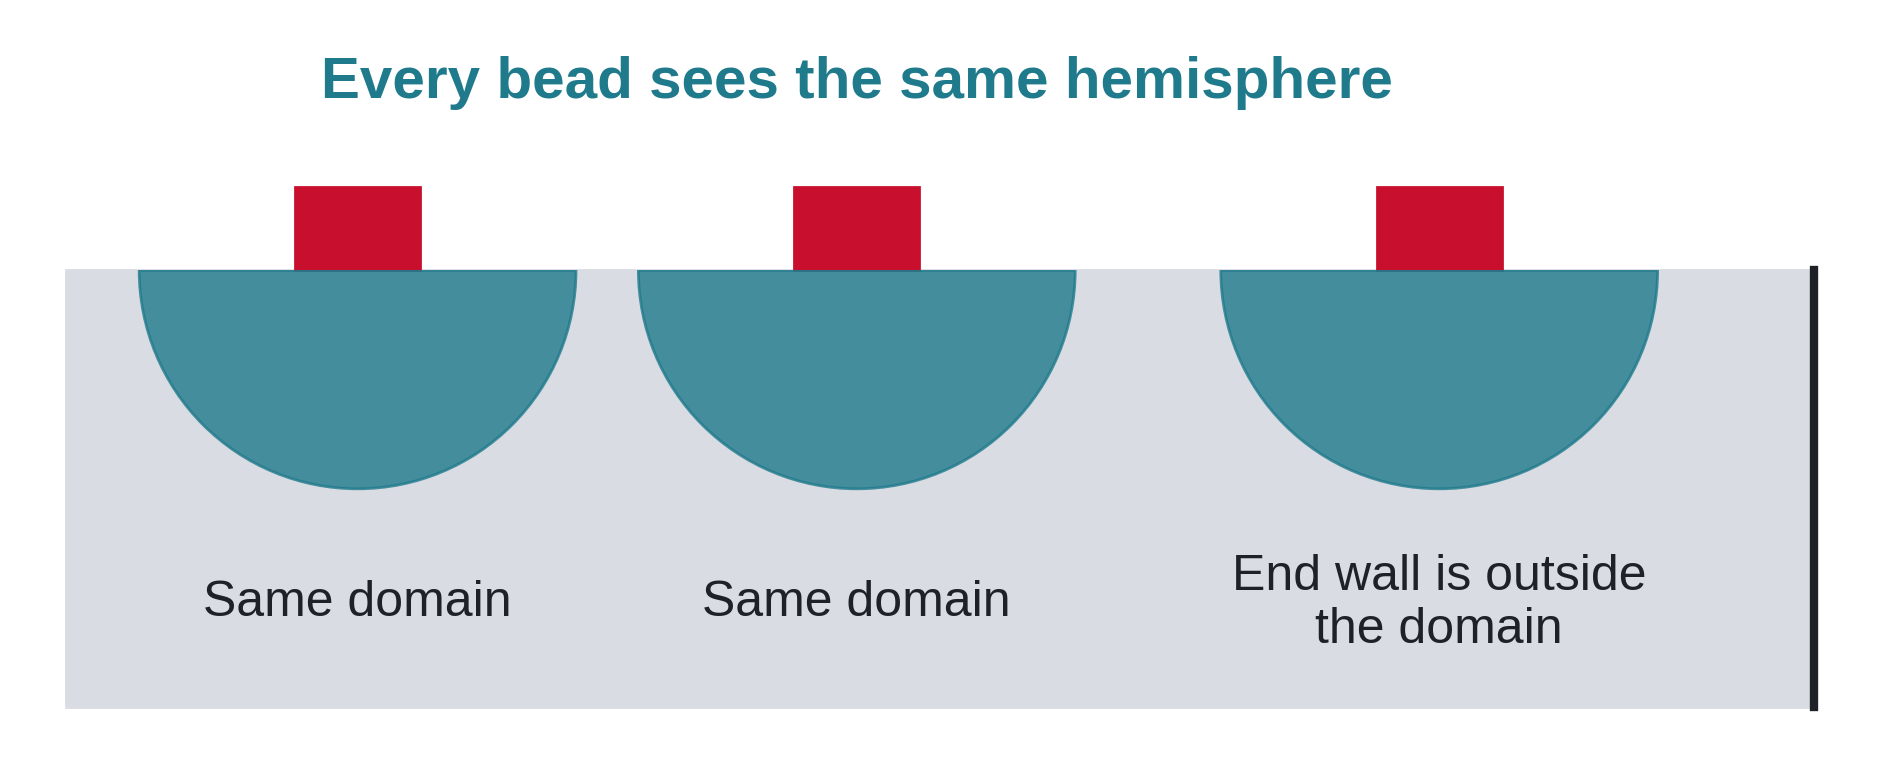 Every bead sees the same hemisphere
Same domain
Same domain
End wall is outside
the domain